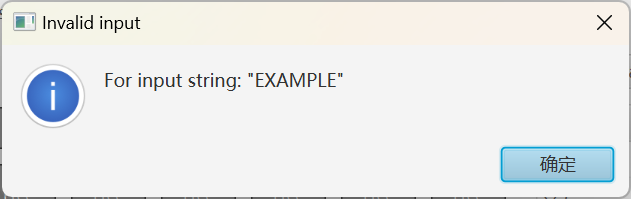 Invalid input
For input string: "EXAMPLE"
确定